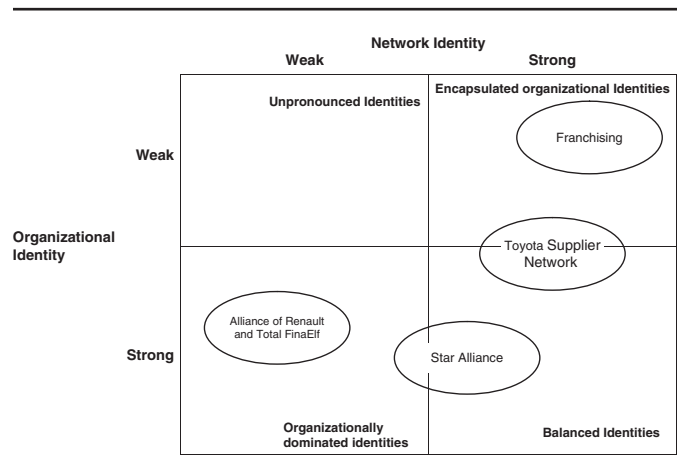 Network Identity
Weak
Strong
Unpronounced Identities
Encapsulated organizational Identities
Franchising
Weak
Organizational
Identity
Toyota Supplier
Network
Alliance of Renault
and Total FinaElf
Strong
Star Alliance
Organizationally
dominated identities
Balanced Identities